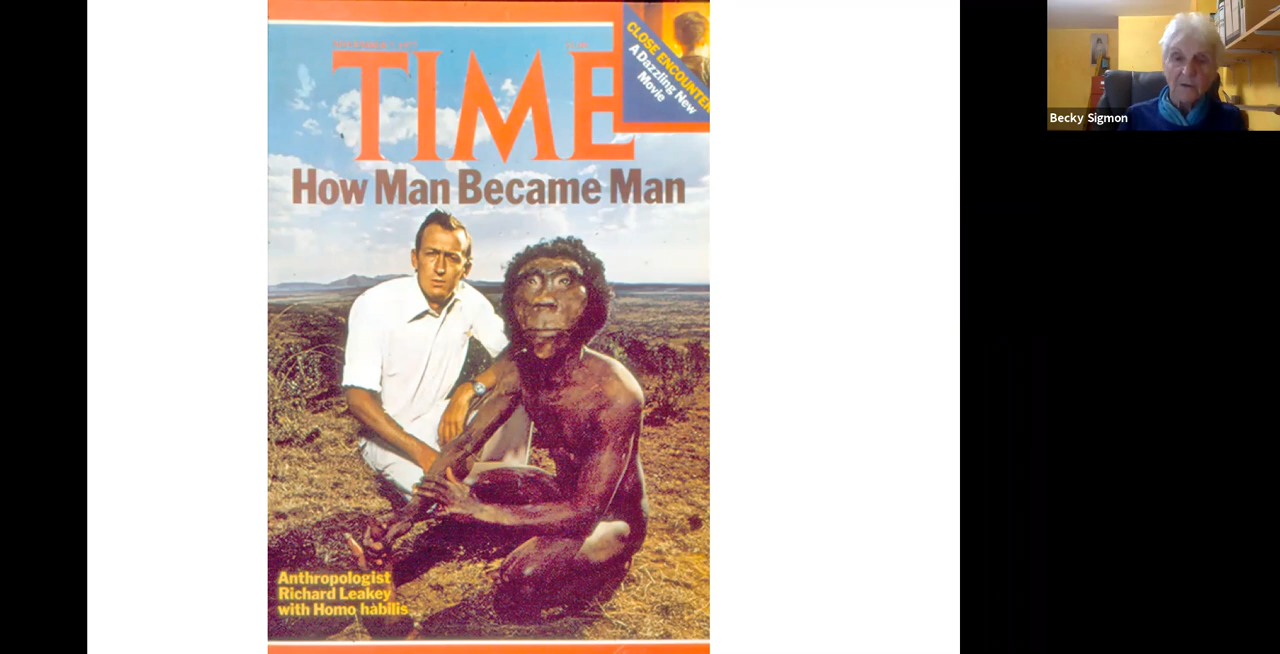 TIME
CLOSE ENCOUNTER
A Dazzling New
Movie
How Man Became Man
Anthropologist
Richard Leakey
with Homo habilis
Becky Sigmon